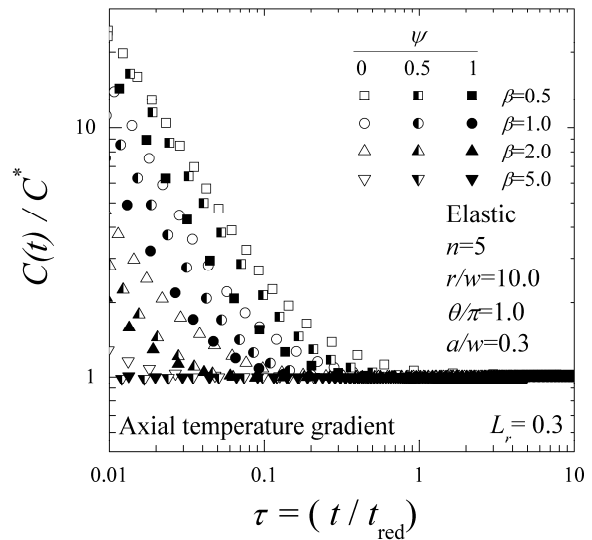 ψ
0 0.5 1
β=0.5
β=1.0
β=2.0
β=5.0
Elastic
n=5
r/w=10.0
θ/π=1.0
a/w=0.3
Axial temperature gradient
L_r = 0.3
C(t) / C*
10
1
0.01 0.1 1 10
τ = ( t / t_red )